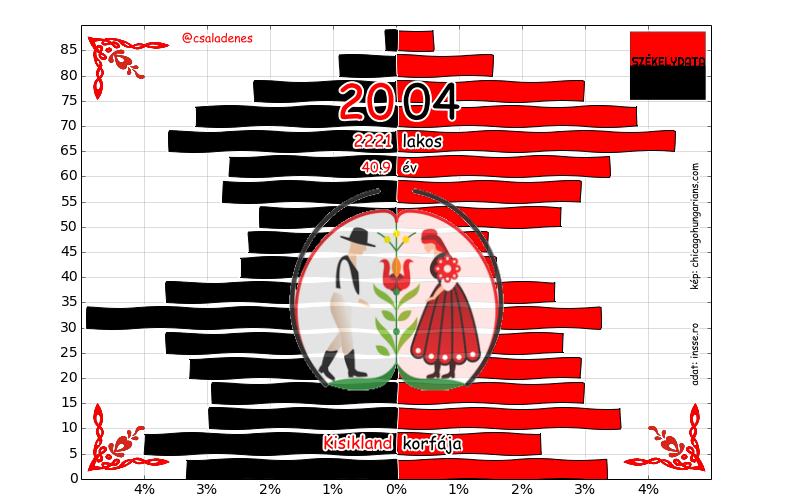 @csaladenes
SZÉKELYDATA
2004
2221 lakos
40.9 év
85
80
75
70
65
60
55
50
45
40
35
30
25
20
15
10
5
0
kép: chicagohungarians.com
adat: insse.ro
Kisikland korfája
4% 3% 2% 1% 0% 1% 2% 3% 4%